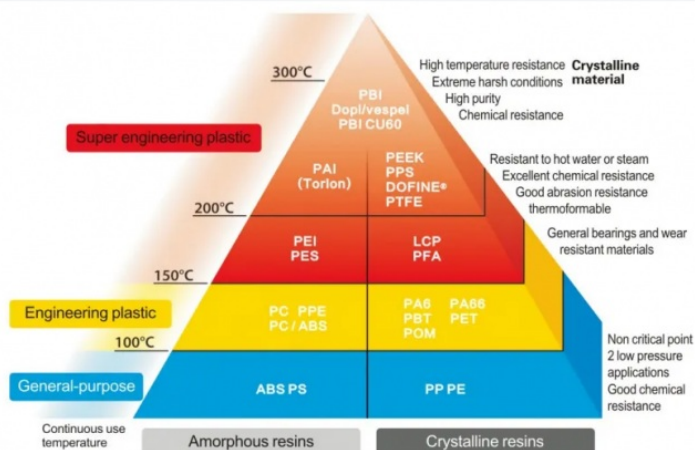 300°C
High temperature resistance
Extreme harsh conditions
High purity
Chemical resistance
Crystalline
material
PBI
Dopl/vespel
PBI CU60
Super engineering plastic
PAI
(Torlon)
PEEK
PPS
DOFINE®
PTFE
Resistant to hot water or steam
Excellent chemical resistance
Good abrasion resistance
thermoformable
200°C
PEI
PES
LCP
PFA
General bearings and wear
resistant materials
150°C
Engineering plastic
PC PPE
PC/ABS
PA6 PA66
PBT PET
POM
100°C
Non critical point
2 low pressure
applications
Good chemical
resistance
General-purpose
ABS PS
PP PE
Continuous use
temperature
Amorphous resins
Crystalline resins